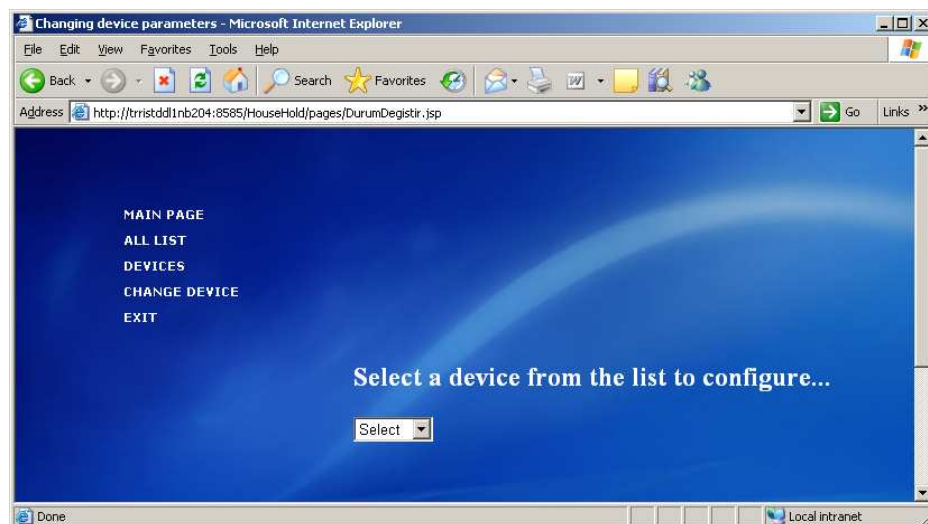 Changing device parameters - Microsoft Internet Explorer
File Edit View Favorites Tools Help
Back Search Favorites
Address http://trristddl1nb204:8585/HouseHold/pages/DurumDegistir.jsp Go Links »
MAIN PAGE
ALL LIST
DEVICES
CHANGE DEVICE
EXIT
Select a device from the list to configure...
Select
Done Local intranet